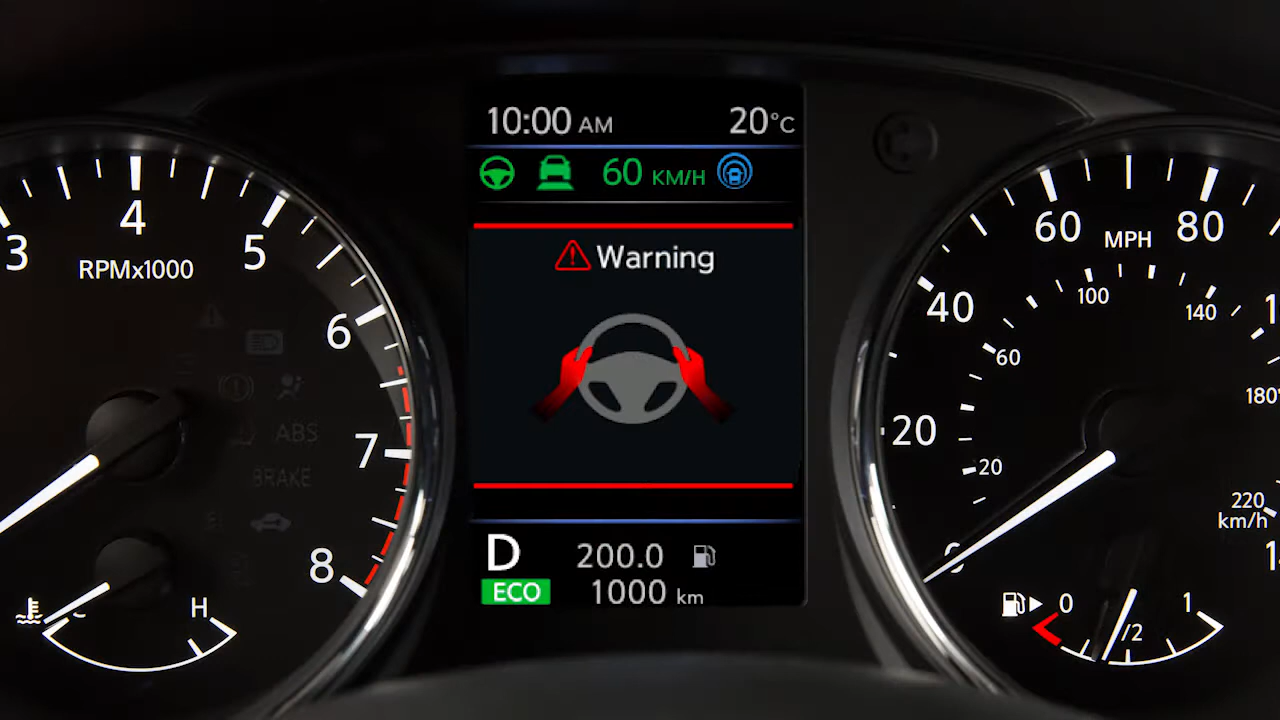 10:00 AM 20°C
60 KM/H
Warning
D 200.0
ECO 1000 km
3 4 5 6 7 8
RPMx1000
ABS
BRAKE
C H
0 20 40 60 80
MPH
20 60 100 140 180 220
km/h
0 1/2 1